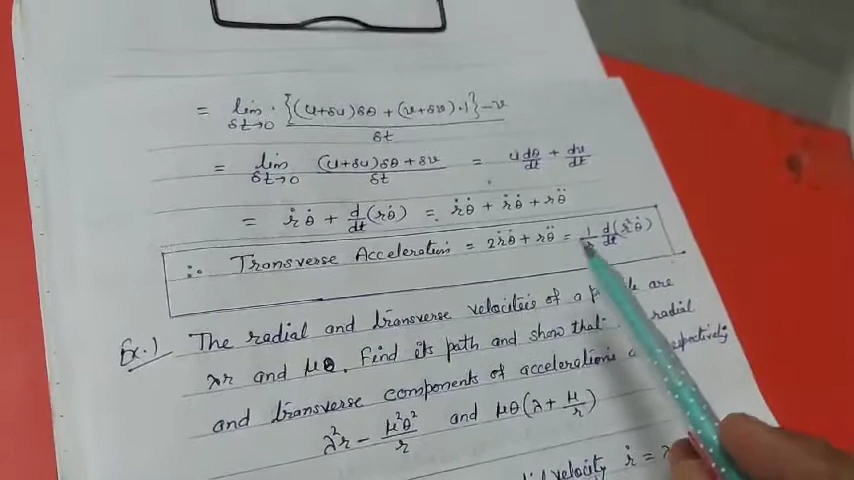 = lim δt→0 · {(u+δu)δθ + (v+δv)·1} − v / δt
= lim δt→0 (u+δu)δθ + δv / δt = u dθ/dt + dv/dt
= ṙθ̇ + d/dt (rθ̇) = ṙθ̇ + ṙθ̇ + rθ̈
∴ Transverse Acceleration = 2ṙθ̇ + rθ̈ = 1/r d/dt (r²θ̇)
Ex.1 The radial and transverse velocities of a are
λr and μθ. Find its path and show that radial
and transverse components of accelerations respectively
λ²r − μ²θ²/r and μθ(λ + μ/r)
velocity ṙ =